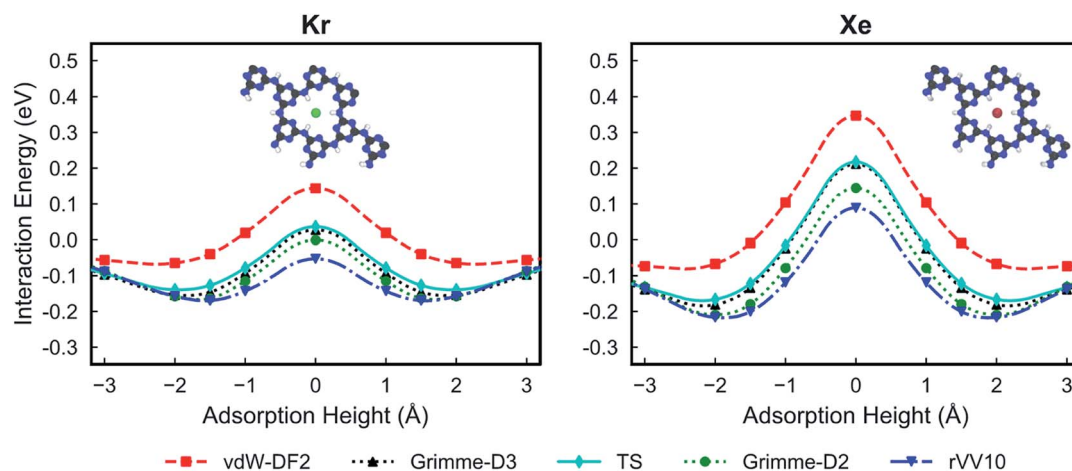 Kr
Xe
Interaction Energy (eV)
0.5
0.4
0.3
0.2
0.1
0.0
−0.1
−0.2
−0.3
−3 −2 −1 0 1 2 3
Adsorption Height (Å)
0.5
0.4
0.3
0.2
0.1
0.0
−0.1
−0.2
−0.3
−3 −2 −1 0 1 2 3
Adsorption Height (Å)
vdW-DF2 Grimme-D3 TS Grimme-D2 rVV10